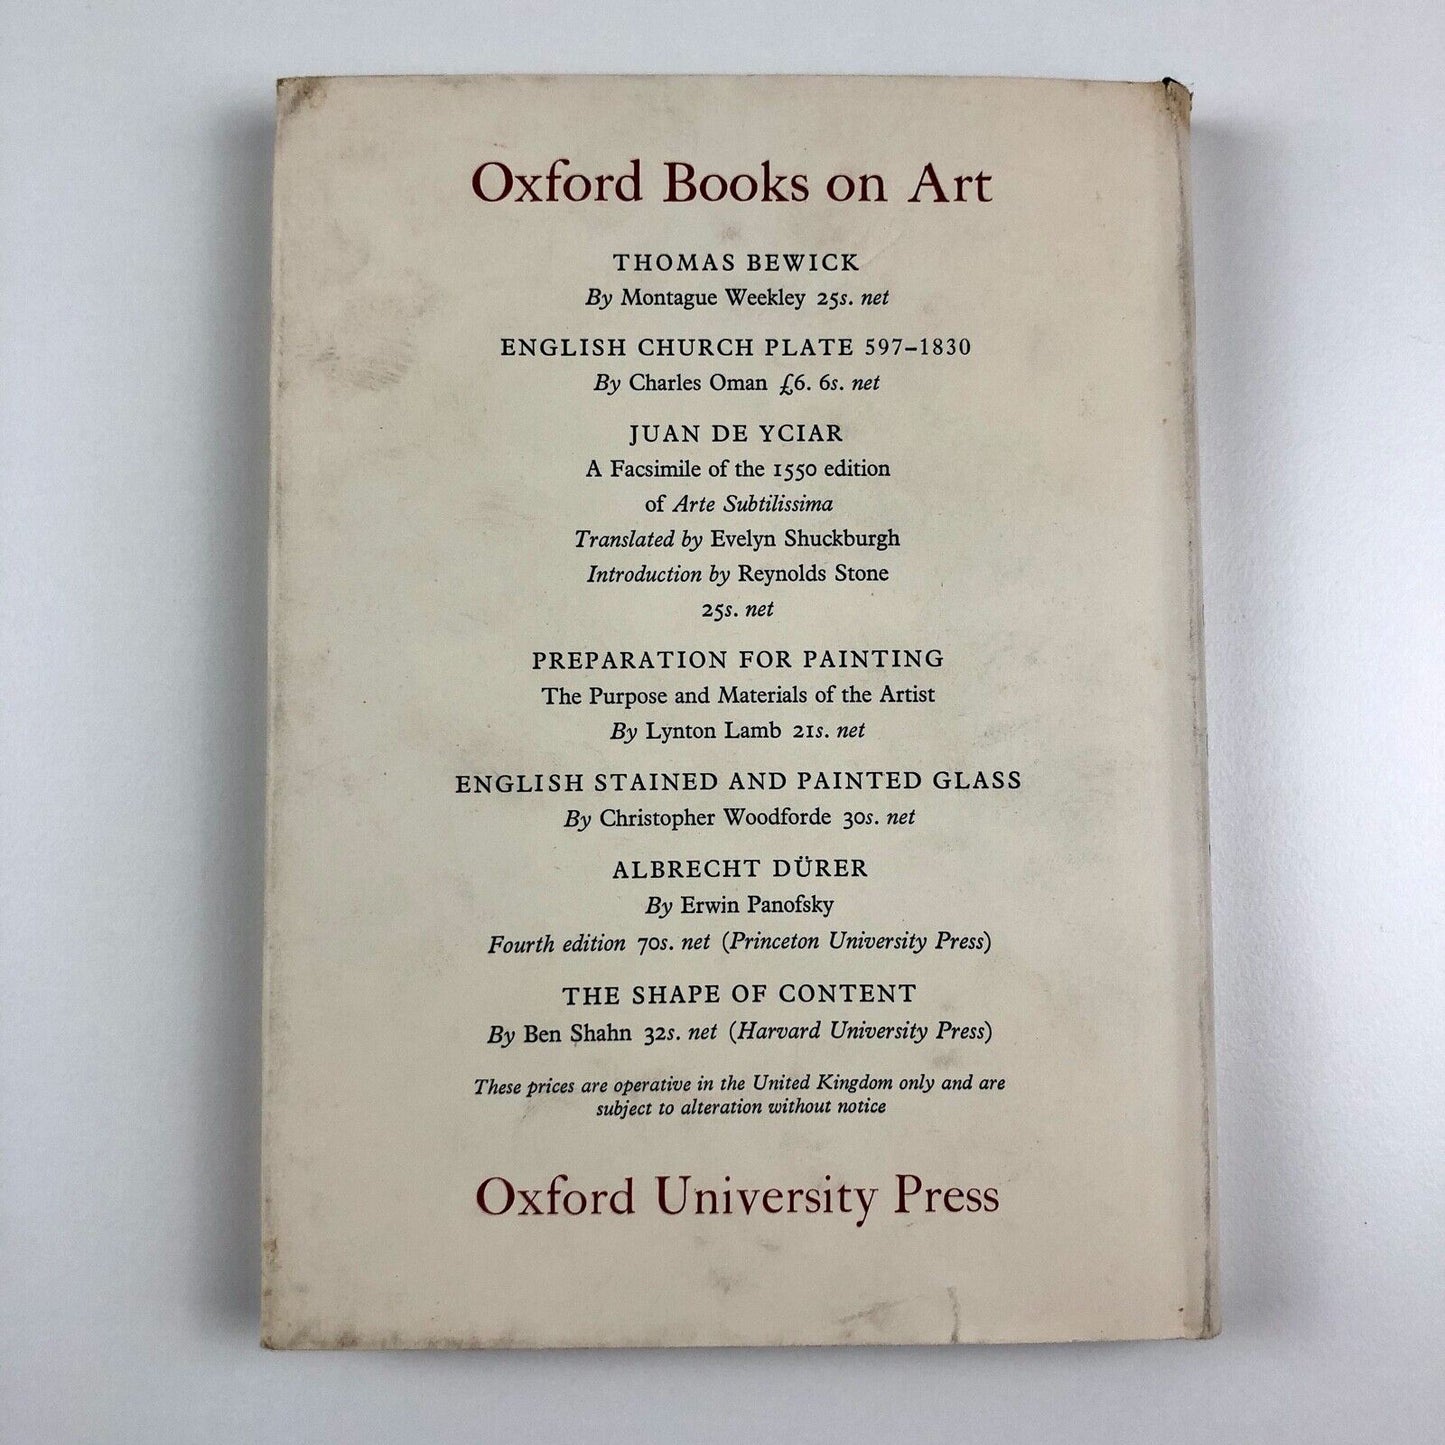 Oxford Books on Art
THOMAS BEWICK
By Montague Weekley 25s. net
ENGLISH CHURCH PLATE 597–1830
By Charles Oman £6. 6s. net
JUAN DE YCIAR
A Facsimile of the 1550 edition
of Arte Subtilissima
Translated by Evelyn Shuckburgh
Introduction by Reynolds Stone
25s. net
PREPARATION FOR PAINTING
The Purpose and Materials of the Artist
By Lynton Lamb 21s. net
ENGLISH STAINED AND PAINTED GLASS
By Christopher Woodforde 30s. net
ALBRECHT DÜRER
By Erwin Panofsky
Fourth edition 70s. net (Princeton University Press)
THE SHAPE OF CONTENT
By Ben Shahn 32s. net (Harvard University Press)
These prices are operative in the United Kingdom only and are
subject to alteration without notice
Oxford University Press